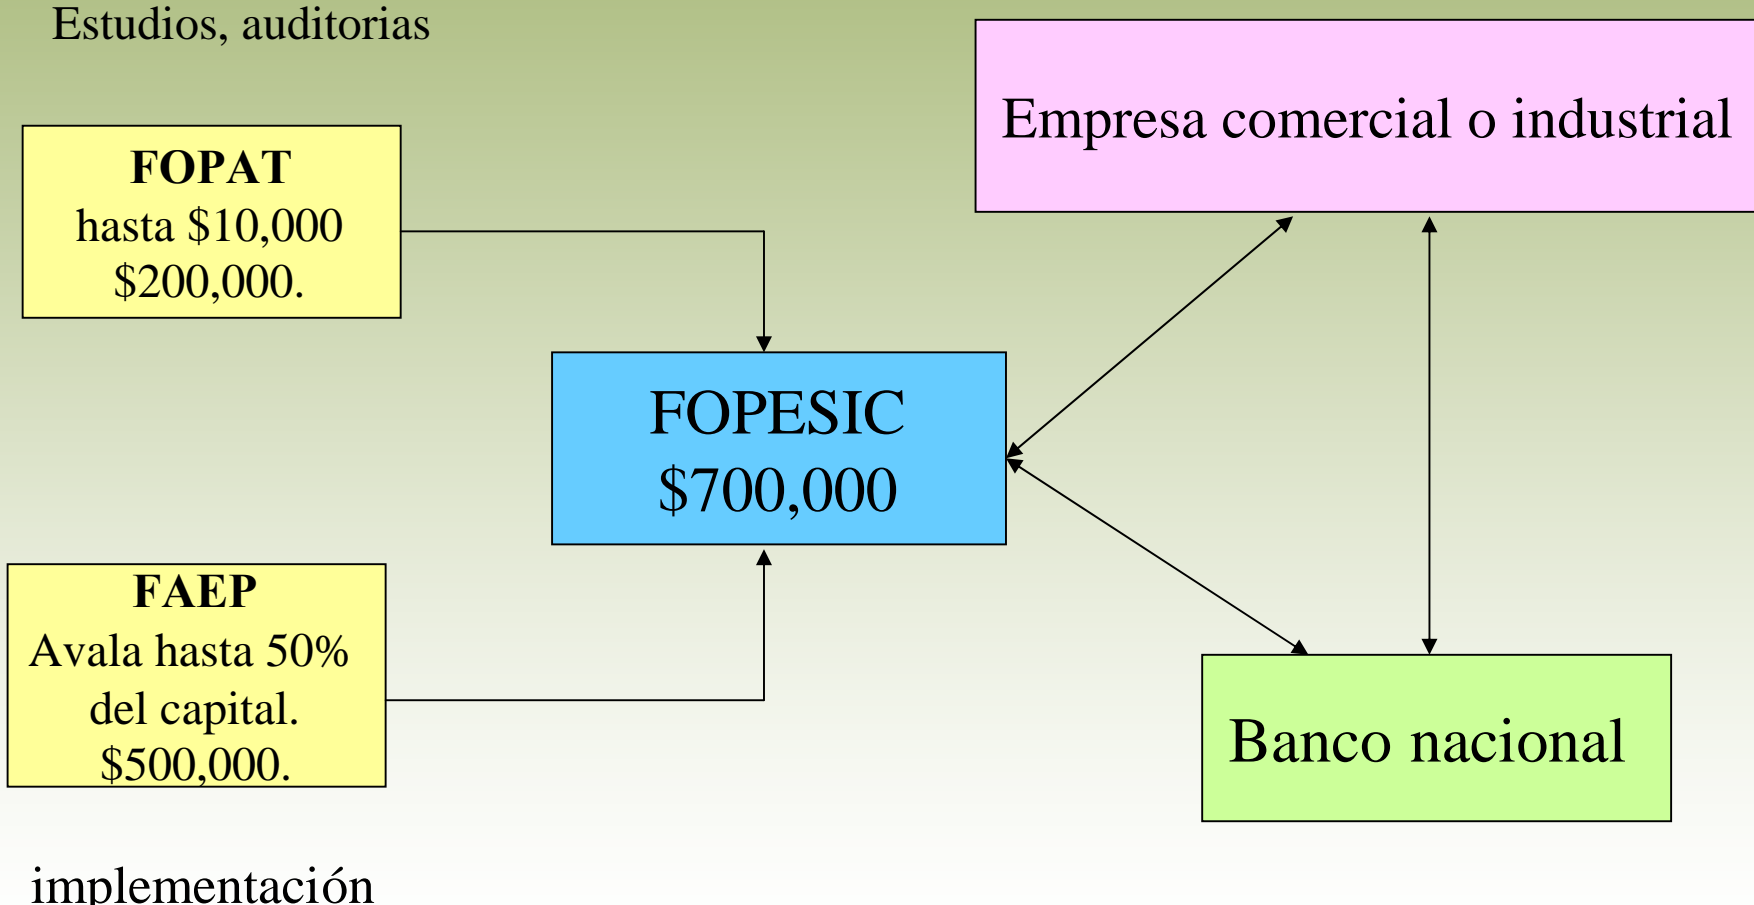 Estudios, auditorias
Empresa comercial o industrial
FOPAT
hasta $10,000
$200,000.
FOPESIC
$700,000
FAEP
Avala hasta 50%
del capital.
$500,000.
Banco nacional
implementación